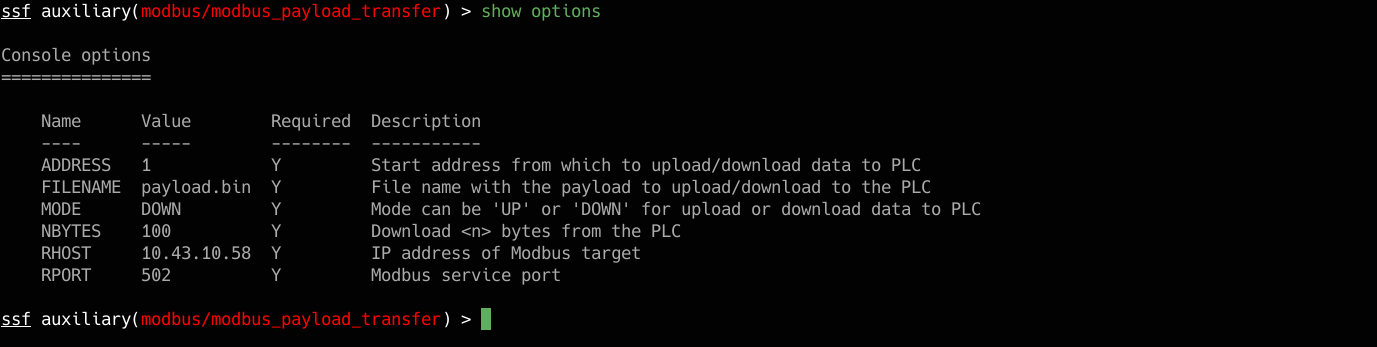 ssf auxiliary(modbus/modbus_payload_transfer) > show options
Console options
===============
Name Value Required Description
---- ----- -------- -----------
ADDRESS 1 Y Start address from which to upload/download data to PLC
FILENAME payload.bin Y File name with the payload to upload/download to the PLC
MODE DOWN Y Mode can be 'UP' or 'DOWN' for upload or download data to PLC
NBYTES 100 Y Download <n> bytes from the PLC
RHOST 10.43.10.58 Y IP address of Modbus target
RPORT 502 Y Modbus service port
ssf auxiliary(modbus/modbus_payload_transfer) >